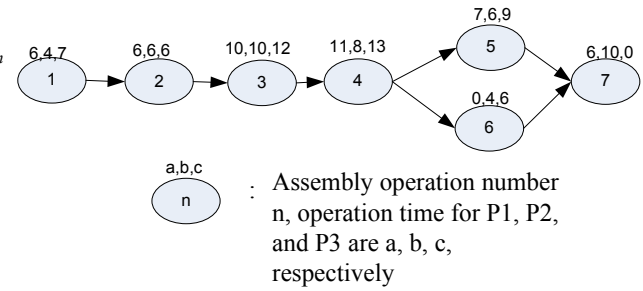 n
6,4,7
6,6,6
10,10,12
11,8,13
7,6,9
6,10,0
1
2
3
4
5
7
0,4,6
6
a,b,c
n
: Assembly operation number
n, operation time for P1, P2,
and P3 are a, b, c,
respectively